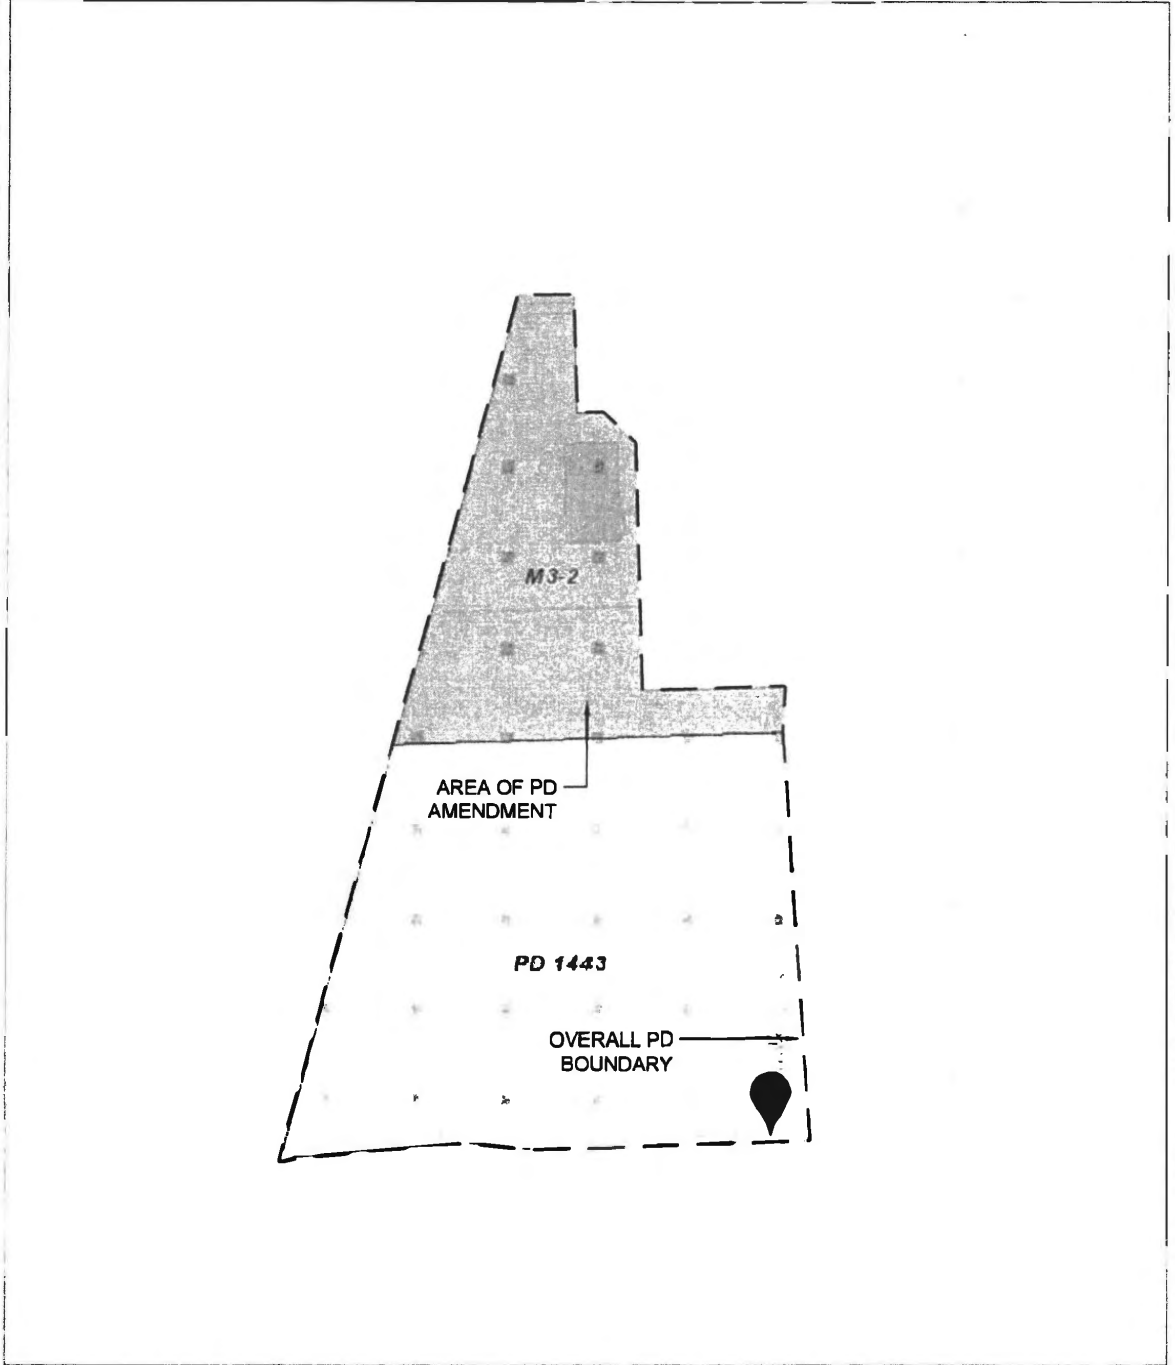 M3-2
AREA OF PD
AMENDMENT
PD 1443
OVERALL PD
BOUNDARY